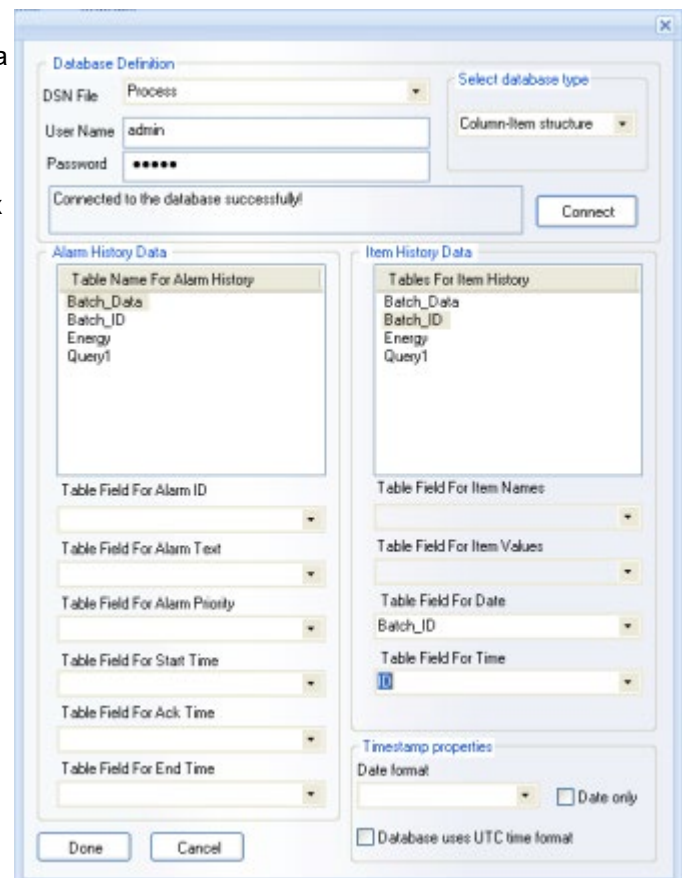 Database Definition
DSN File Process
User Name admin
Password •••••
Select database type
Column-Item structure
Connected to the database successfully!
Connect
Alarm History Data
Table Name For Alarm History
Batch_Data
Batch_ID
Energy
Query1
Table Field For Alarm ID
Table Field For Alarm Text
Table Field For Alarm Priority
Table Field For Start Time
Table Field For Ack Time
Table Field For End Time
Item History Data
Tables For Item History
Batch_Data
Batch_ID
Energy
Query1
Table Field For Item Names
Table Field For Item Values
Table Field For Date
Batch_ID
Table Field For Time
ID
Timestamp properties
Date format
Date only
Database uses UTC time format
Done
Cancel